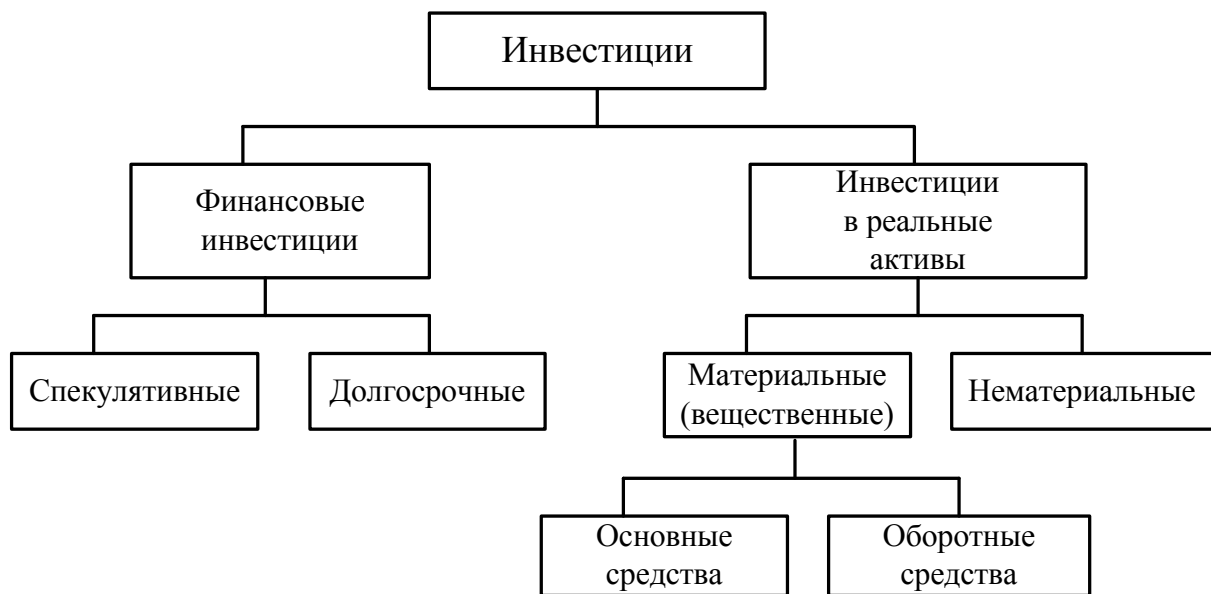 Инвестиции
Финансовые
инвестиции
Инвестиции
в реальные
активы
Спекулятивные
Долгосрочные
Материальные
(вещественные)
Нематериальные
Основные
средства
Оборотные
средства